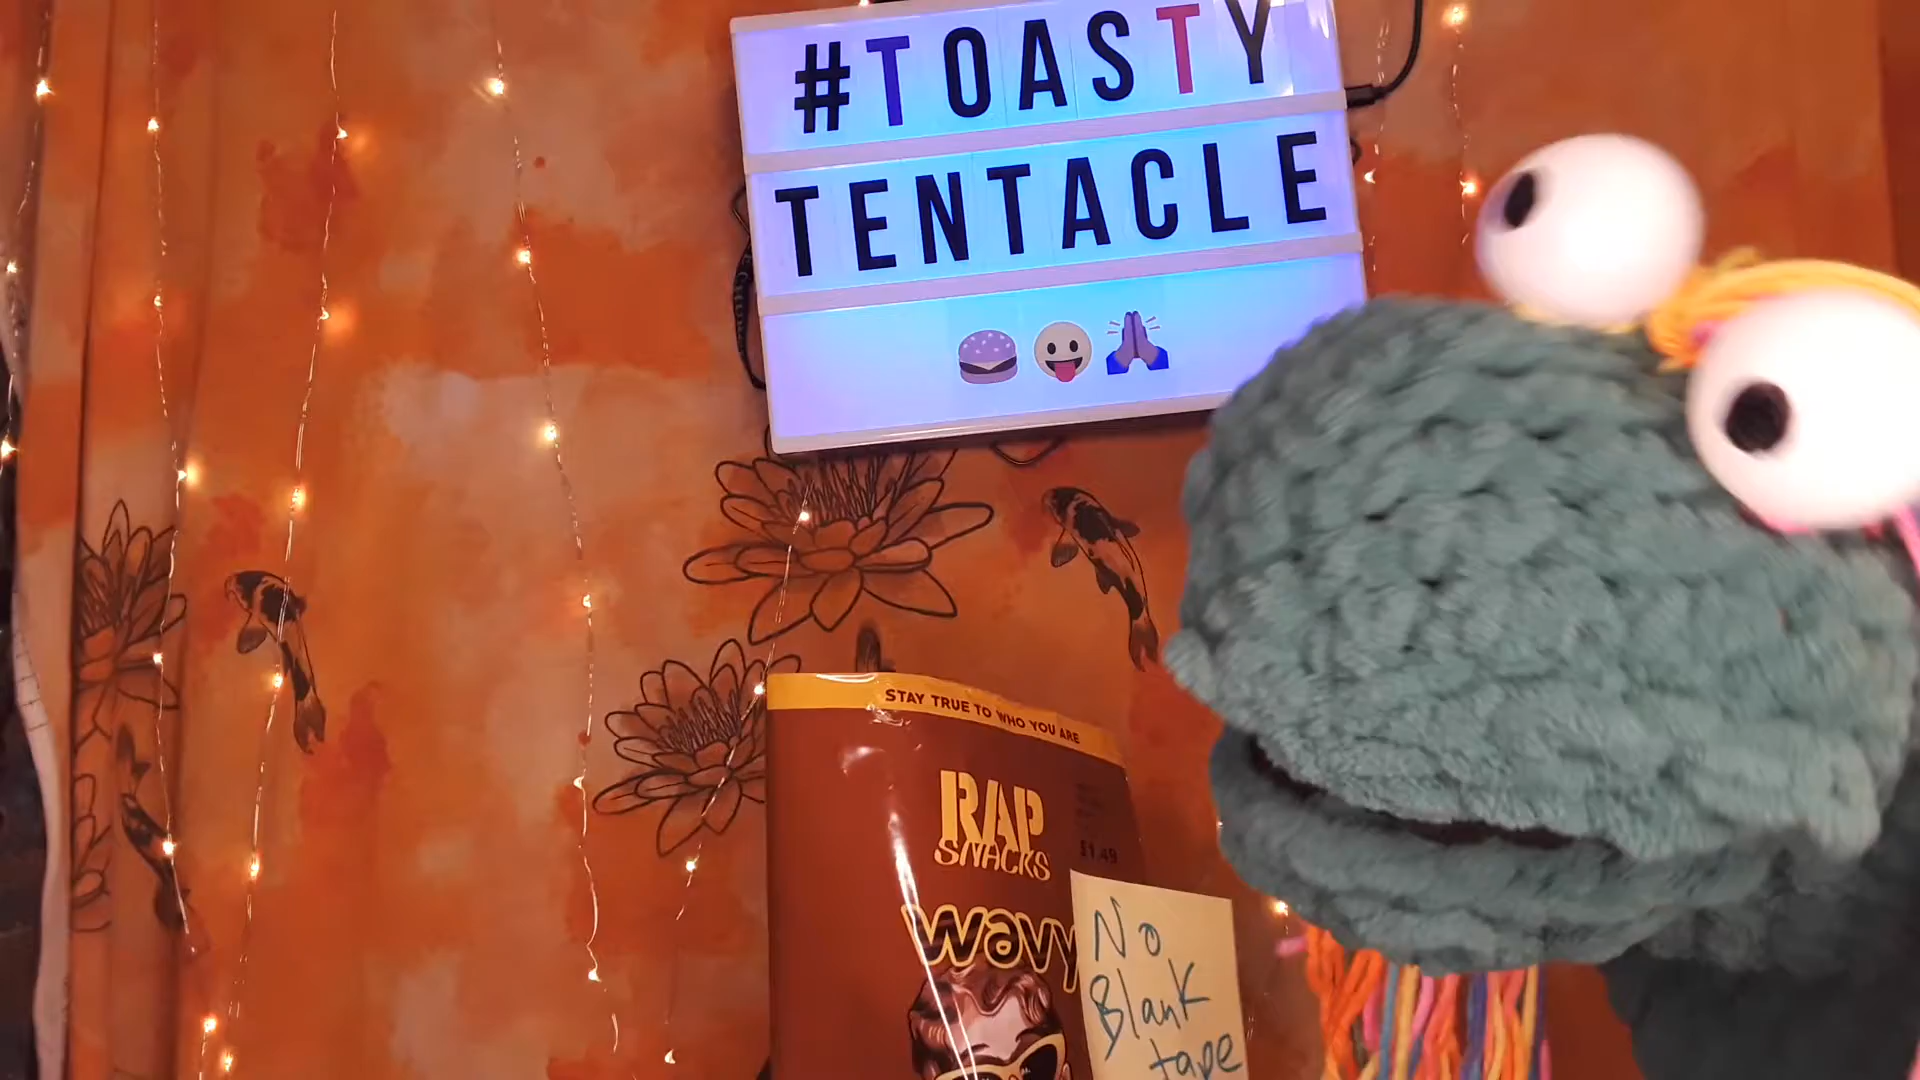 #TOASTY
TENTACLE
STAY TRUE TO WHO YOU ARE
RAP
SNACKS
$1.49
wavy
No
Blank
tape